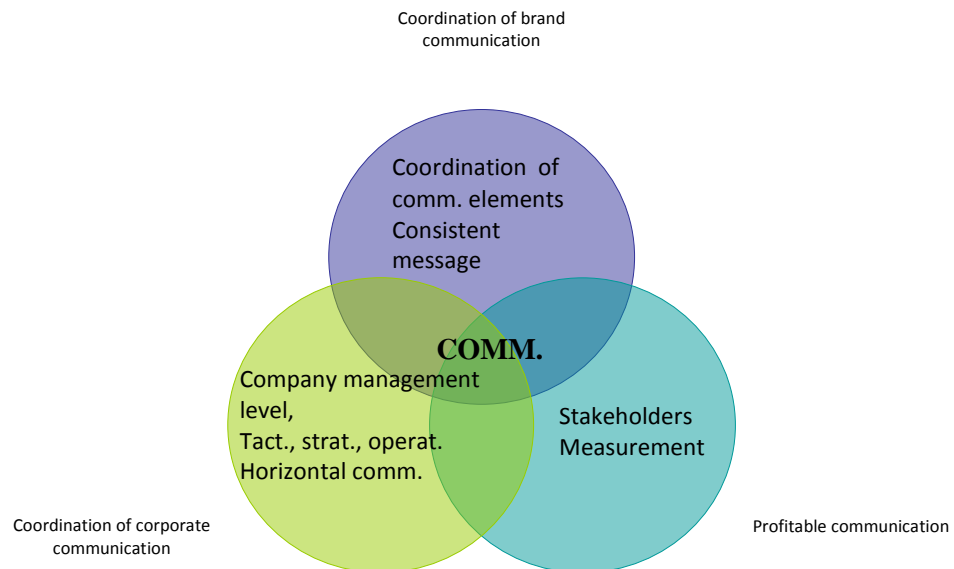 Coordination of brand
communication
Coordination of
comm. elements
Consistent
message
COMM.
Company management
level,
Tact., strat., operat.
Horizontal comm.
Stakeholders
Measurement
Coordination of corporate
communication
Profitable communication